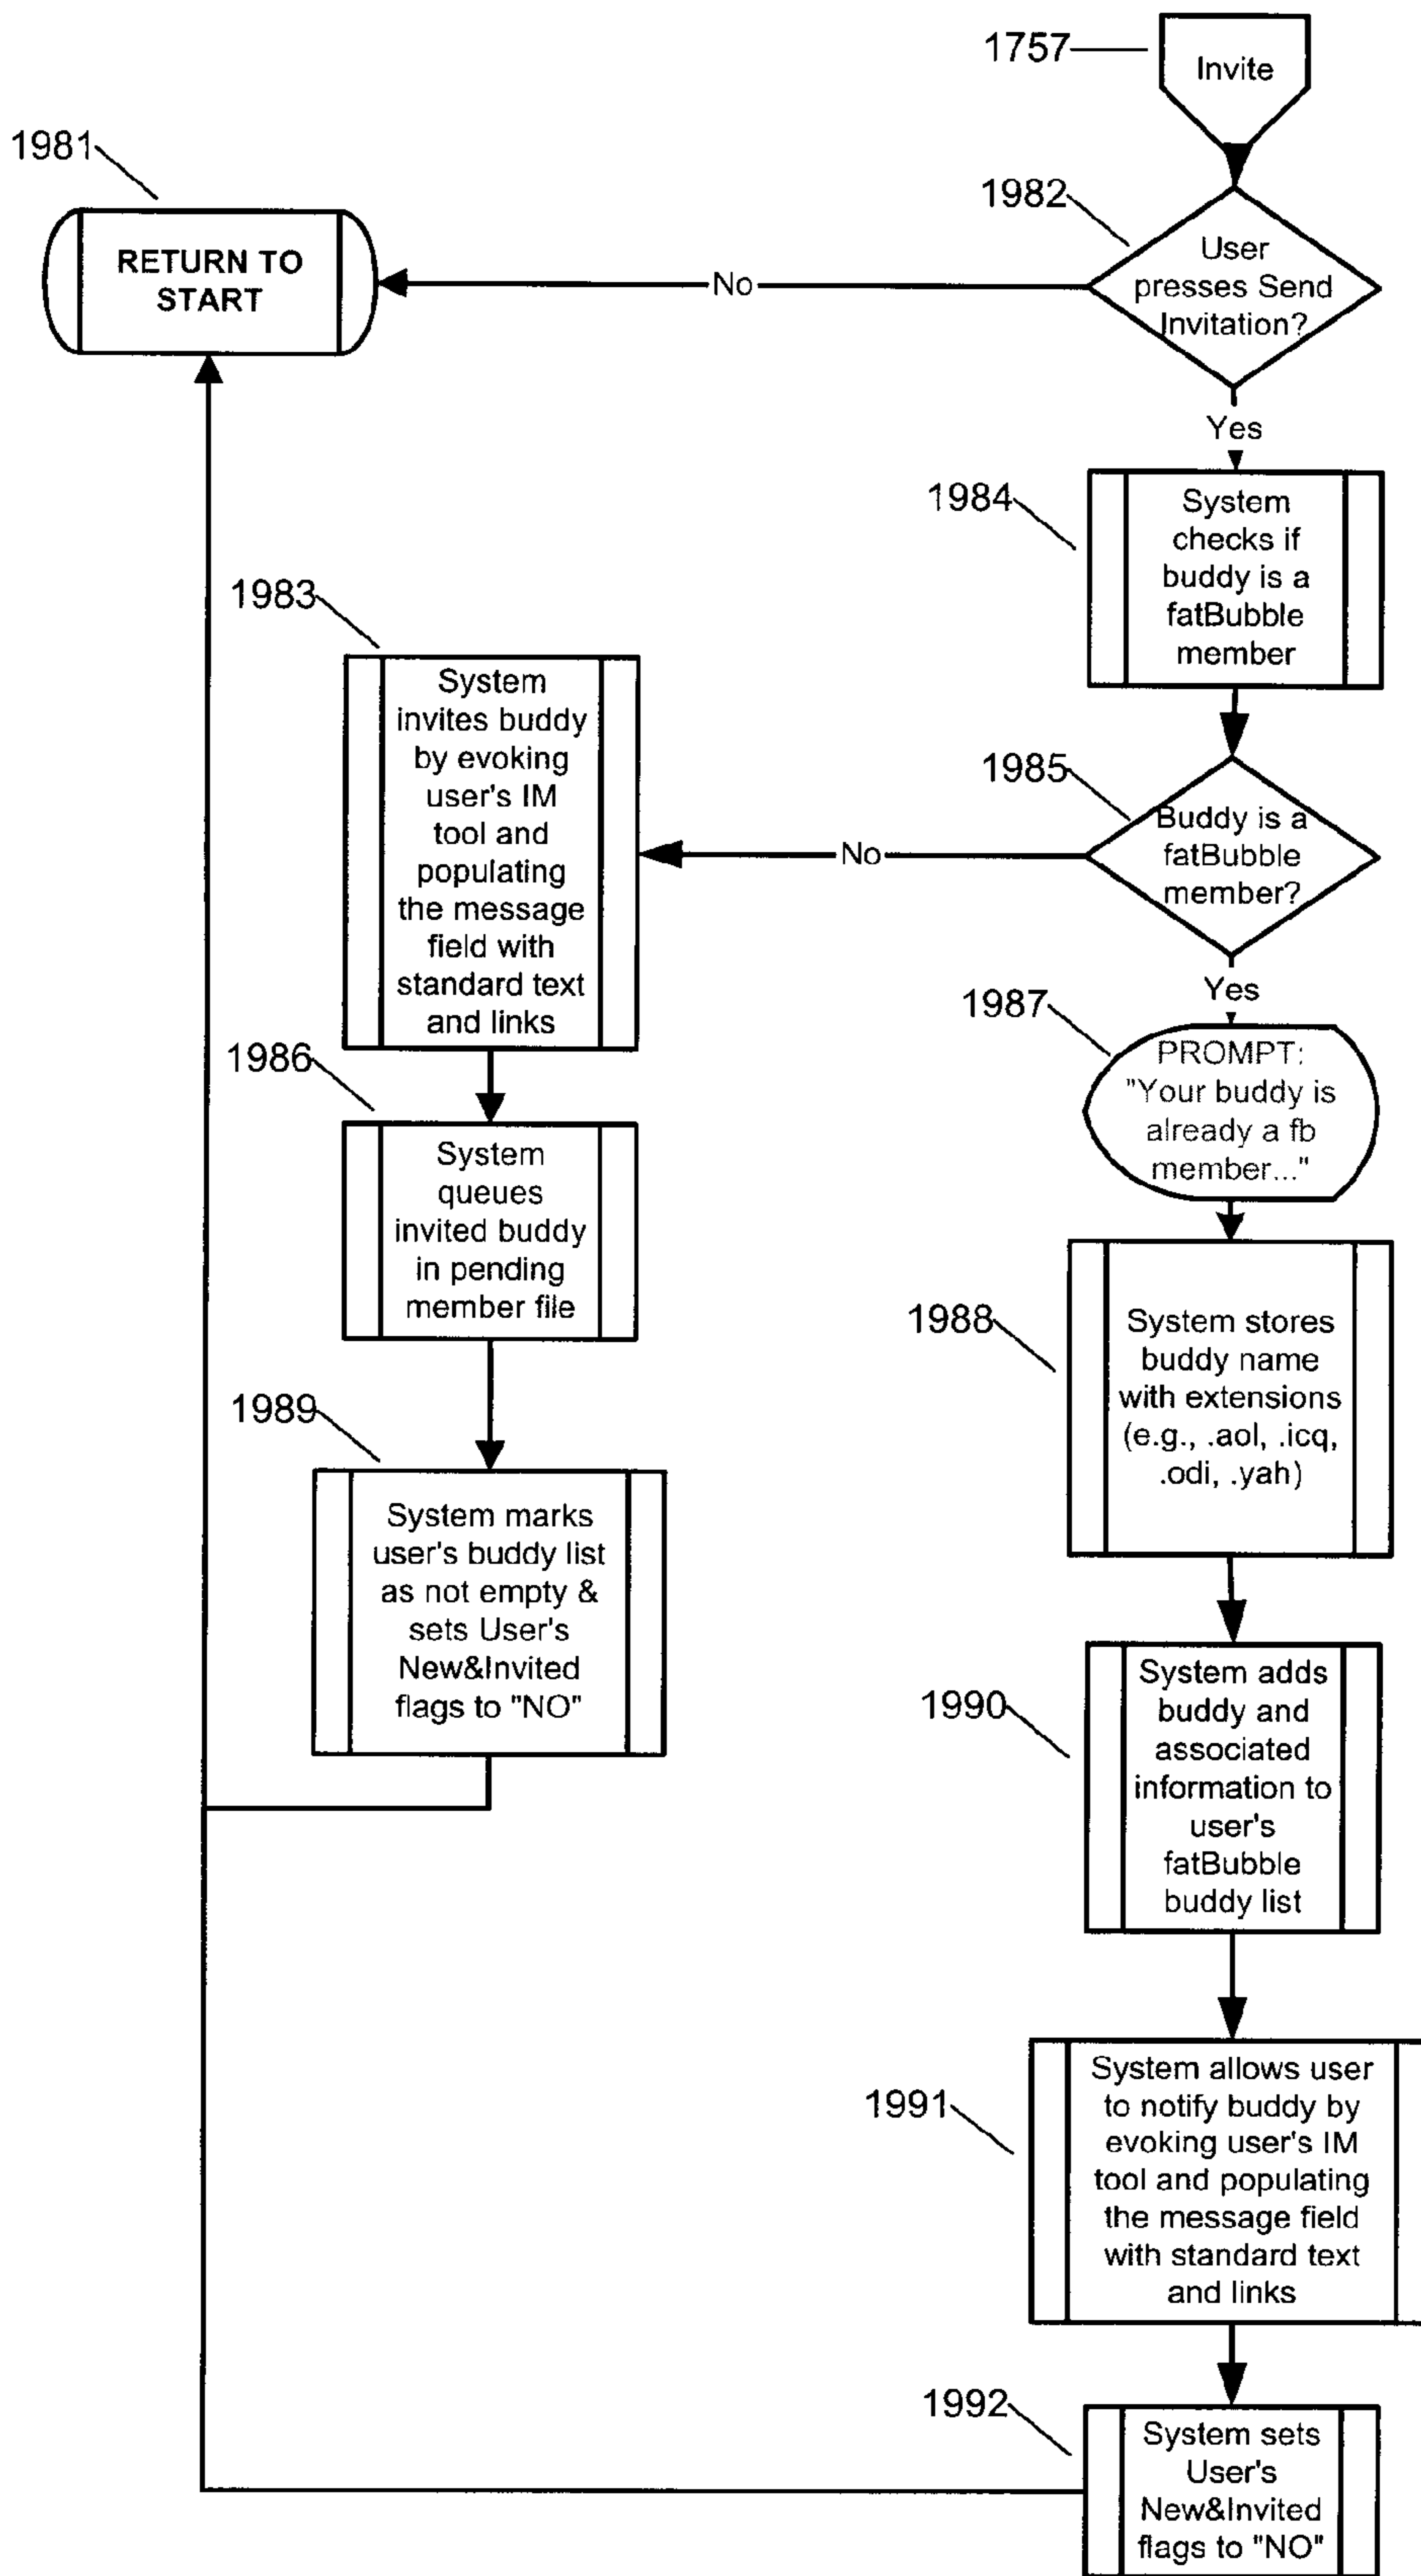 1757
Invite
1981
1982
RETURN TO
START
No
User
presses Send
Invitation?
Yes
1984
System
checks if
buddy is a
fatBubble
member
1983
System
invites buddy
by evoking
user's IM
tool and
populating
the message
field with
standard text
and links
1985
Buddy is a
fatBubble
member?
No
Yes
1987
PROMPT:
"Your buddy is
already a fb
member..."
1986
System
queues
invited buddy
in pending
member file
1988
System stores
buddy name
with extensions
(e.g., .aol, .icq,
.odi, .yah)
1989
System marks
user's buddy list
as not empty &
sets User's
New&Invited
flags to "NO"
1990
System adds
buddy and
associated
information to
user's
fatBubble
buddy list
1991
System allows user
to notify buddy by
evoking user's IM
tool and populating
the message field
with standard text
and links
1992
System sets
User's
New&Invited
flags to "NO"